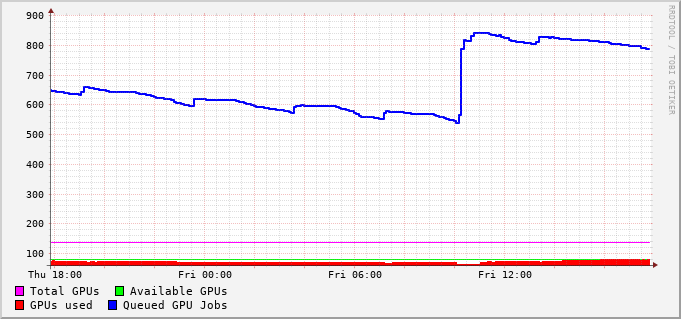 900
800
700
600
500
400
300
200
100
Thu 18:00 Fri 00:00 Fri 06:00 Fri 12:00
Total GPUs Available GPUs
GPUs used Queued GPU Jobs
RRDTOOL / TOBI OETIKER